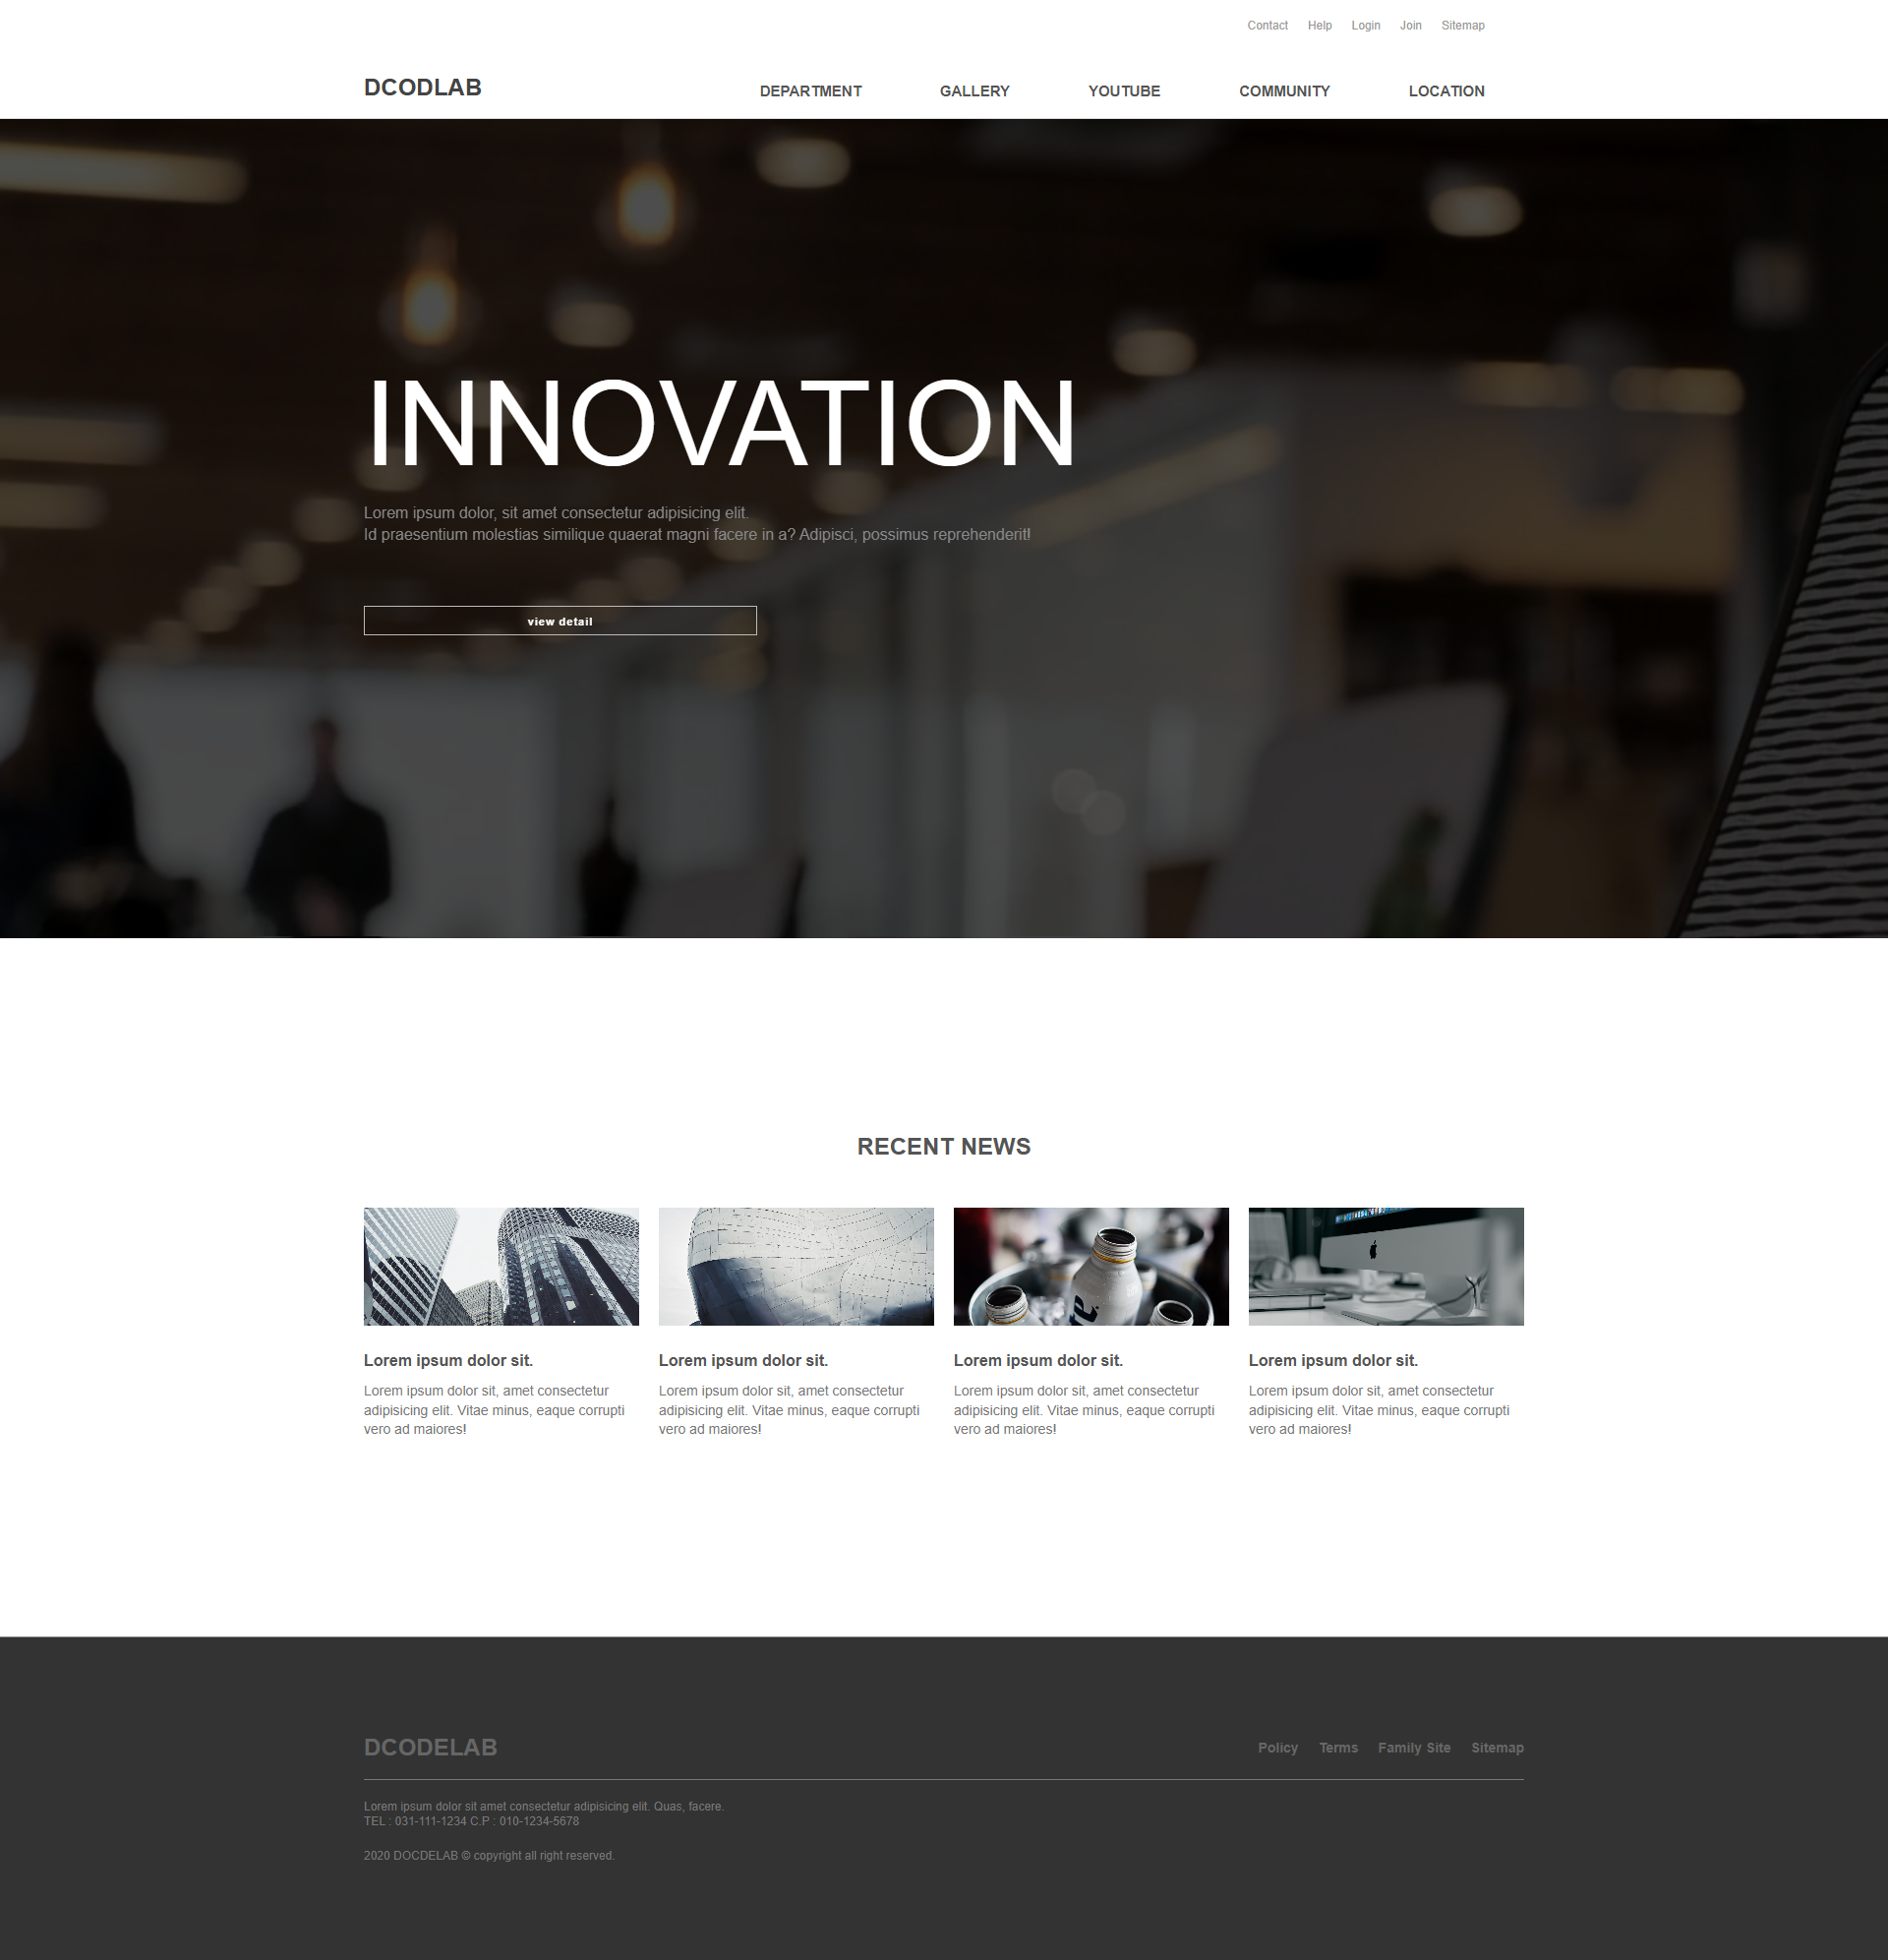 Contact Help Login Join Sitemap
DCODLAB
DEPARTMENT GALLERY YOUTUBE COMMUNITY LOCATION
INNOVATION
Lorem ipsum dolor, sit amet consectetur adipisicing elit.
Id praesentium molestias similique quaerat magni facere in a? Adipisci, possimus reprehenderit!
view detail
RECENT NEWS
Lorem ipsum dolor sit.
Lorem ipsum dolor sit, amet consectetur
adipisicing elit. Vitae minus, eaque corrupti
vero ad maiores!
Lorem ipsum dolor sit.
Lorem ipsum dolor sit, amet consectetur
adipisicing elit. Vitae minus, eaque corrupti
vero ad maiores!
Lorem ipsum dolor sit.
Lorem ipsum dolor sit, amet consectetur
adipisicing elit. Vitae minus, eaque corrupti
vero ad maiores!
Lorem ipsum dolor sit.
Lorem ipsum dolor sit, amet consectetur
adipisicing elit. Vitae minus, eaque corrupti
vero ad maiores!
DCODELAB
Policy Terms Family Site Sitemap
Lorem ipsum dolor sit amet consectetur adipisicing elit. Quas, facere.
TEL : 031-111-1234 C.P : 010-1234-5678
2020 DOCDELAB © copyright all right reserved.